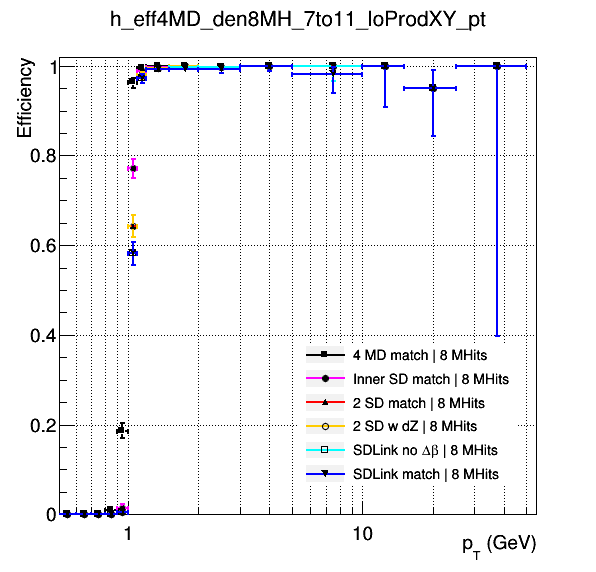 h_eff4MD_den8MH_7to11_loProdXY_pt
Efficiency
1
0.8
0.6
0.4
0.2
0
4 MD match | 8 MHits
Inner SD match | 8 MHits
2 SD match | 8 MHits
2 SD w dZ | 8 MHits
SDLink no Δβ | 8 MHits
SDLink match | 8 MHits
1
10
p_T (GeV)